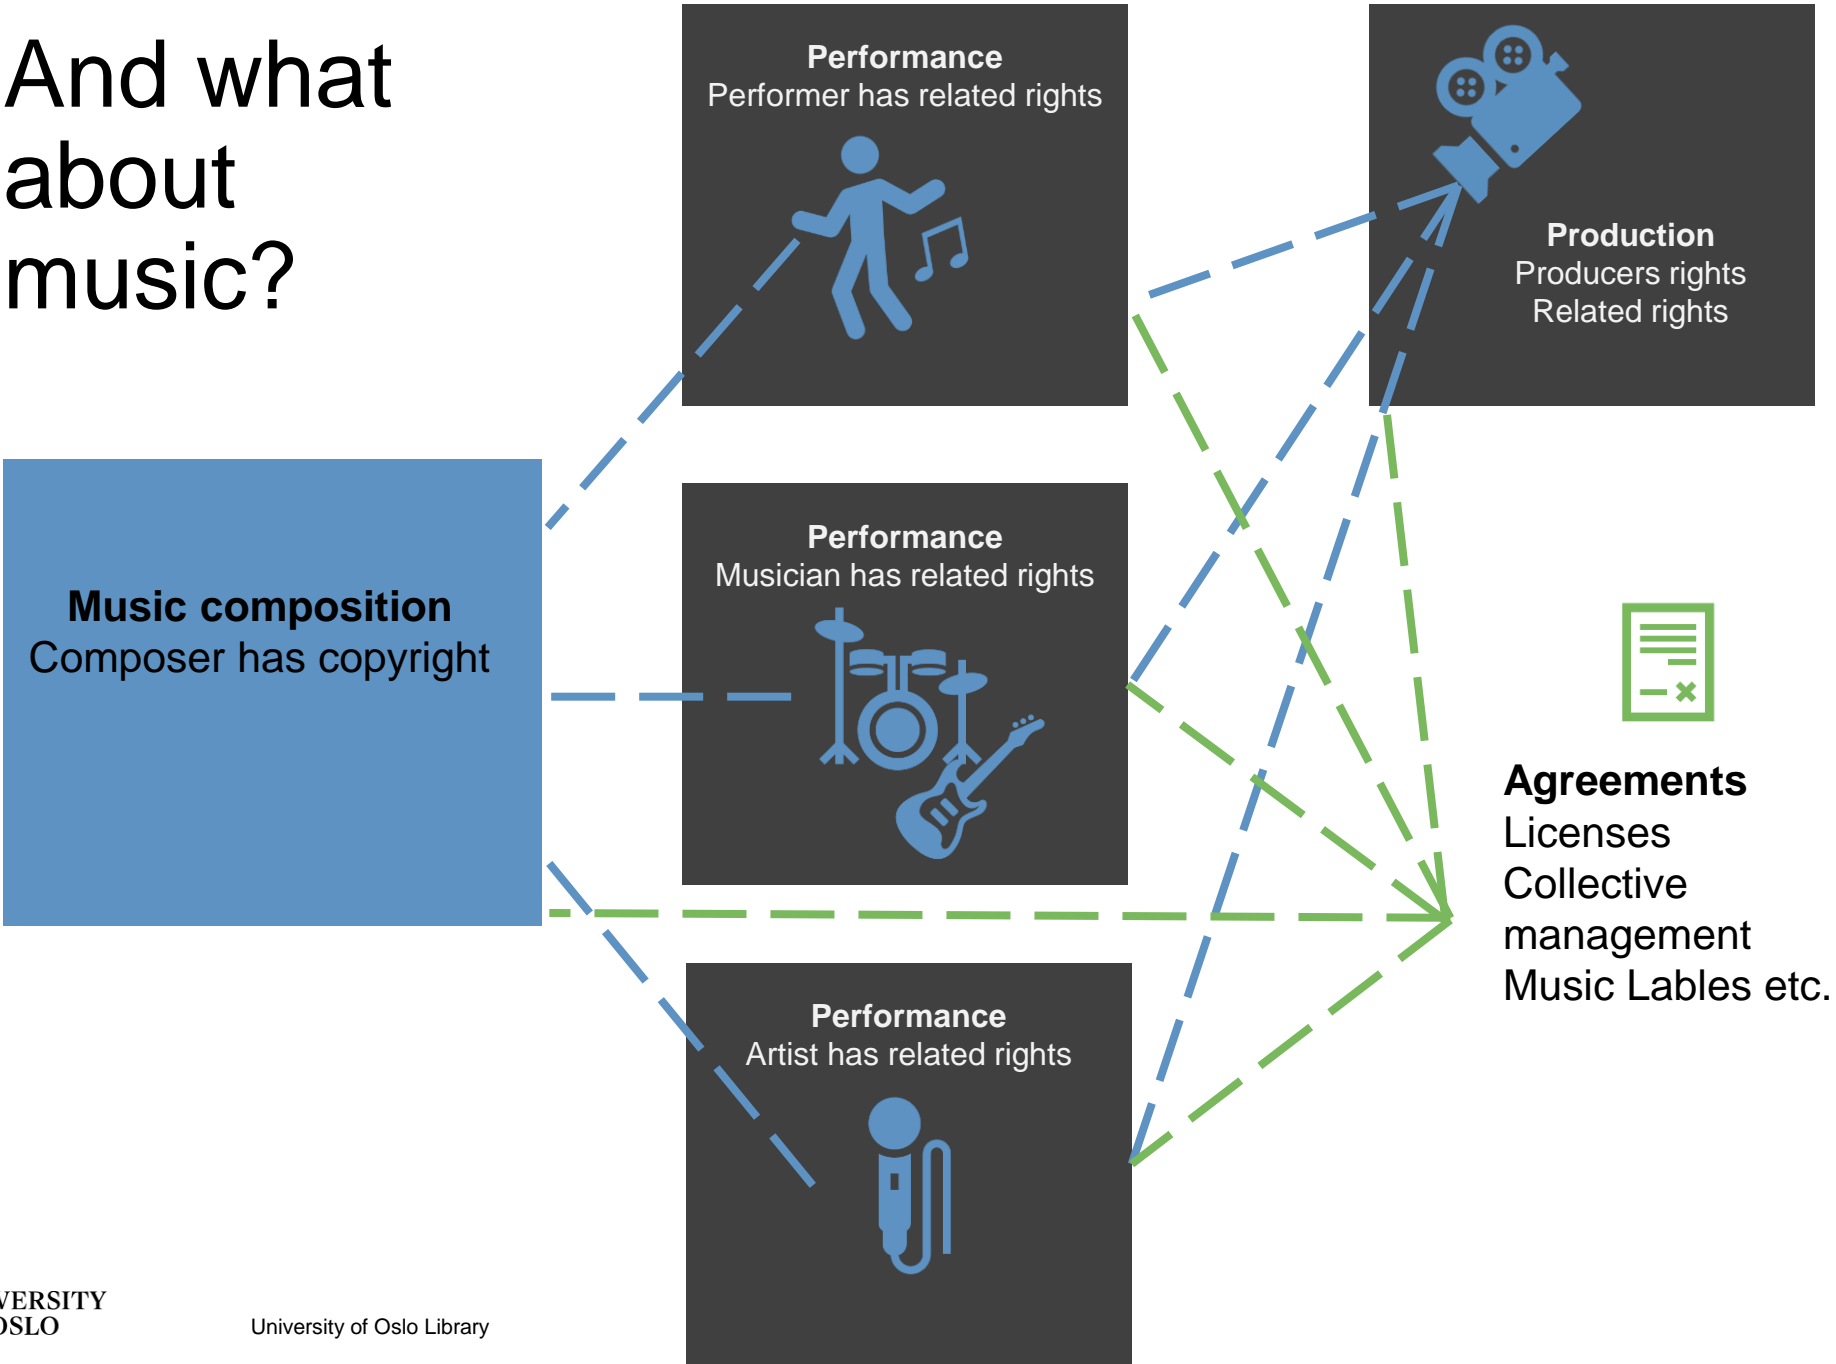 And what
about
music?
Performance
Performer has related rights
Production
Producers rights
Related rights
Music composition
Composer has copyright
Performance
Musician has related rights
Agreements
Licenses
Collective
management
Music Lables etc.
Performance
Artist has related rights
VERSITY
OSLO
University of Oslo Library